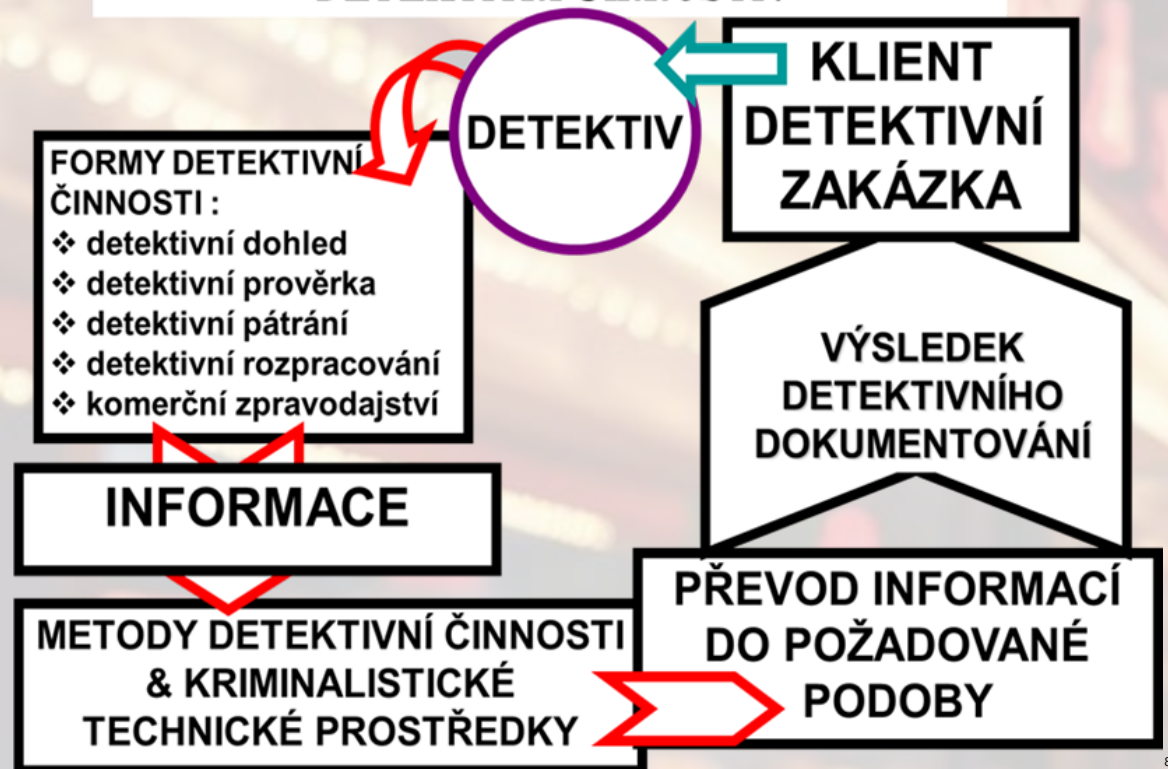 KLIENT
DETEKTIVNÍ
ZAKÁZKA
DETEKTIV
FORMY DETEKTIVNÍ
ČINNOSTI :
❖ detektivní dohled
❖ detektivní prověrka
❖ detektivní pátrání
❖ detektivní rozpracování
❖ komerční zpravodajství
INFORMACE
METODY DETEKTIVNÍ ČINNOSTI
& KRIMINALISTICKÉ
TECHNICKÉ PROSTŘEDKY
PŘEVOD INFORMACÍ
DO POŽADOVANÉ
PODOBY
VÝSLEDEK
DETEKTIVNÍHO
DOKUMENTOVÁNÍ